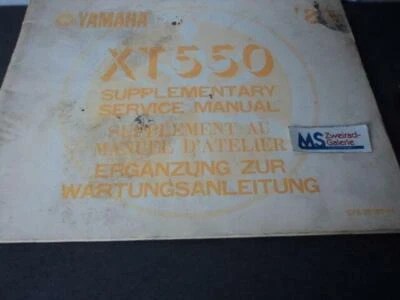 YAMAHA
XT550
SUPPLEMENTARY
SERVICE MANUAL
SUPPLEMENT AU
MANUEL D'ATELIER
ERGÄNZUNG ZUR
WARTUNGSANLEITUNG
MS Zweirad-
Galerie